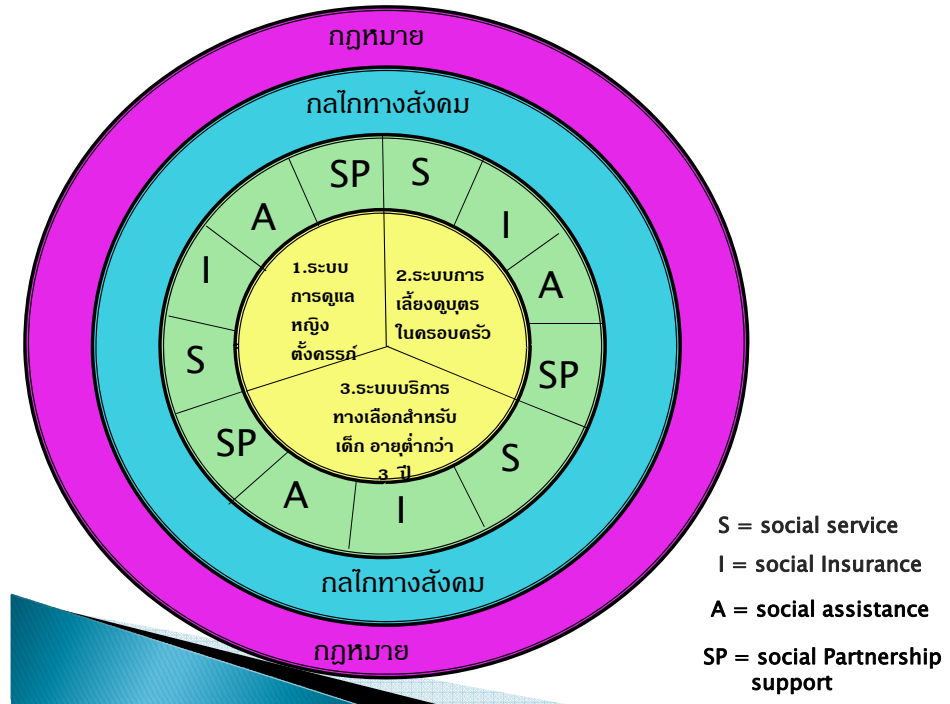 กฎหมาย
กลไกทางสังคม
SP S
A I
I A
S SP
SP S
A I
1.ระบบ
การดูแล
หญิง
ตั้งครรภ์
2.ระบบการ
เลี้ยงดูบุตร
ในครอบครัว
3.ระบบบริการ
ทางเลือกสำหรับ
เด็ก อายุต่ำกว่า
3 ปี
กลไกทางสังคม
กฎหมาย
S = social service
I = social Insurance
A = social assistance
SP = social Partnership
support